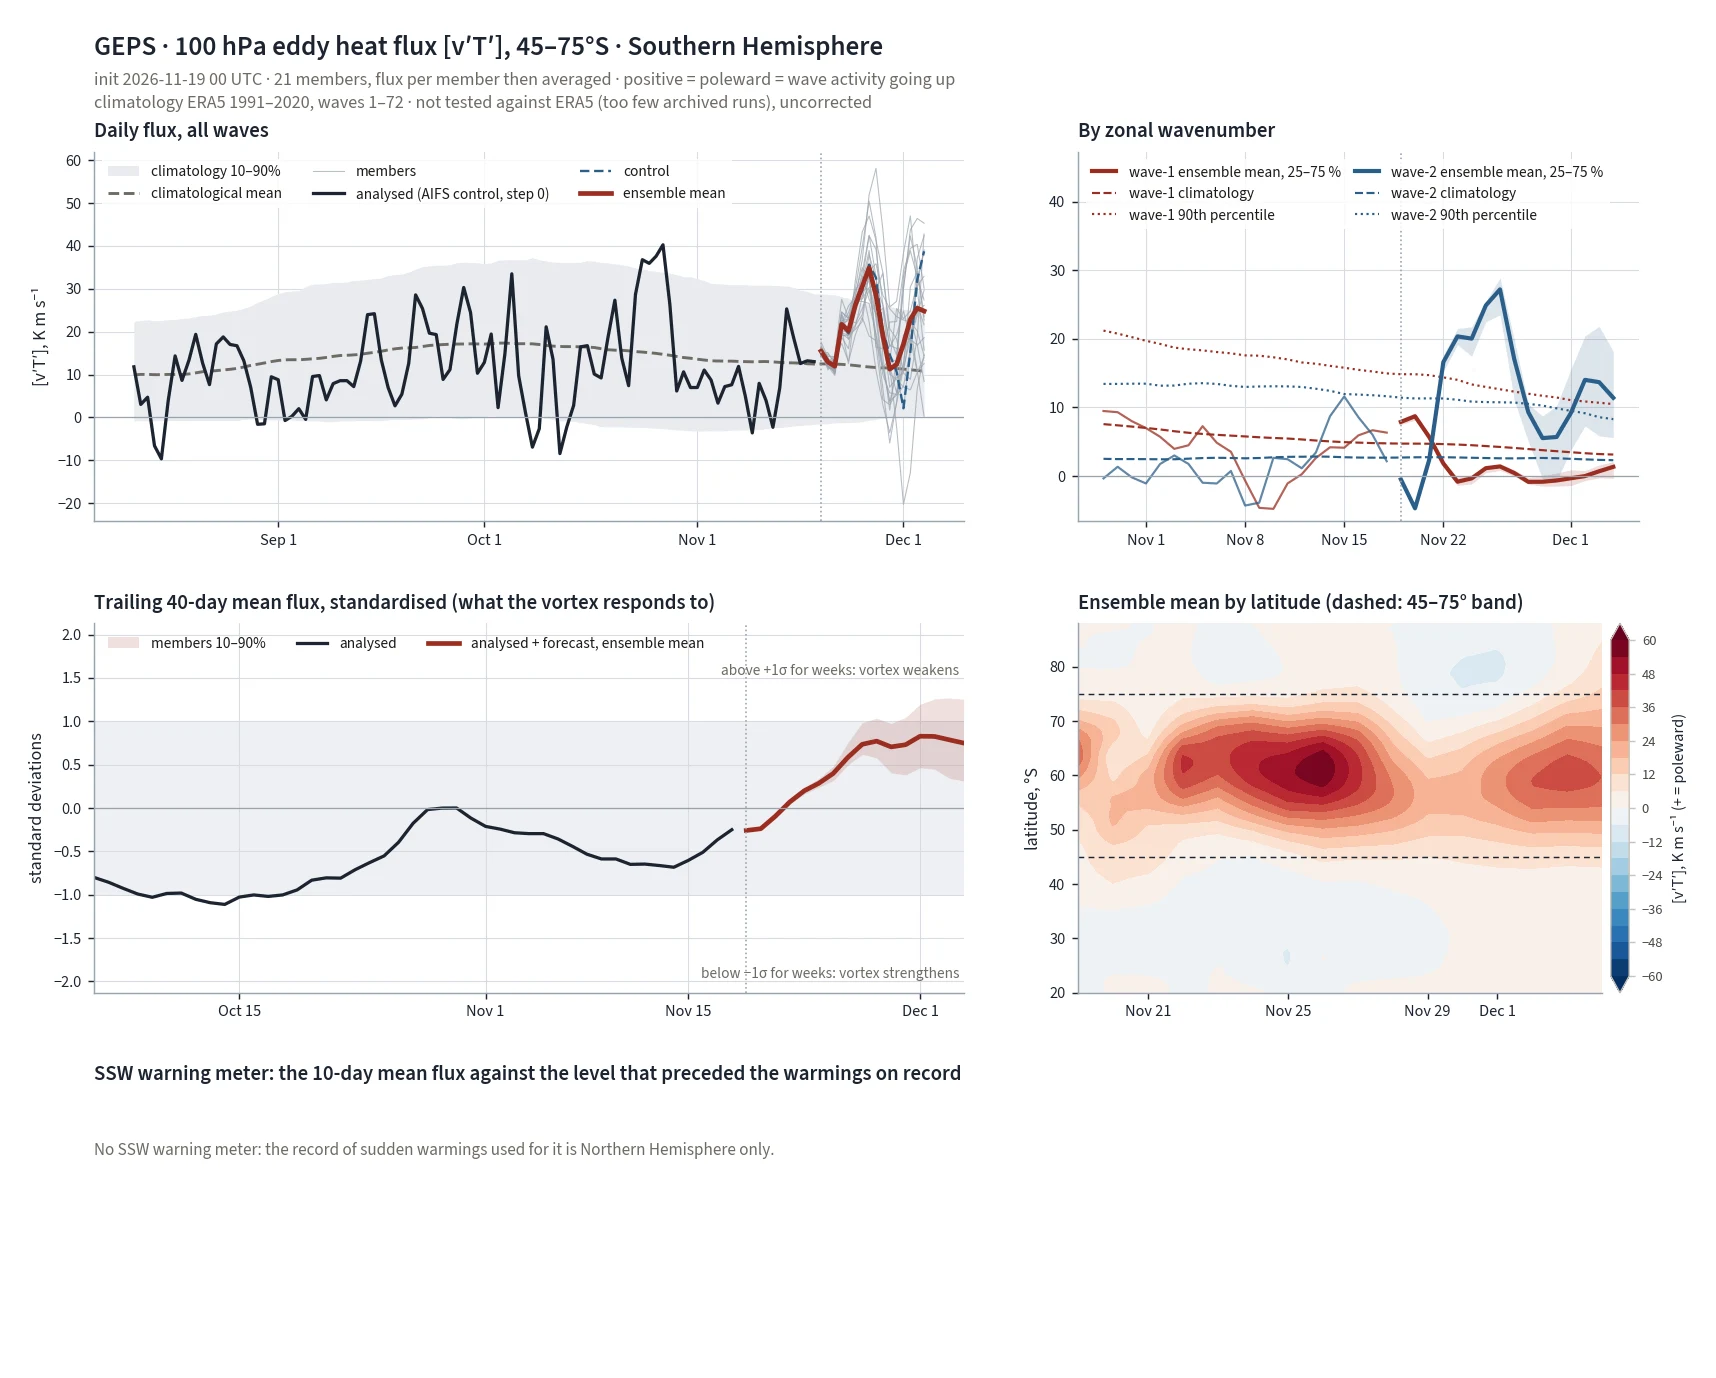 GEPS · 100 hPa eddy heat flux [v′T′], 45–75°S · Southern Hemisphere
init 2026-11-19 00 UTC · 21 members, flux per member then averaged · positive = poleward = wave activity going up
climatology ERA5 1991–2020, waves 1–72 · not tested against ERA5 (too few archived runs), uncorrected
Daily flux, all waves
climatology 10–90%
climatological mean
members
analysed (AIFS control, step 0)
control
ensemble mean
[v′T′], K m s⁻¹
60
50
40
30
20
10
0
−10
−20
Sep 1
Oct 1
Nov 1
Dec 1
By zonal wavenumber
wave-1 ensemble mean, 25–75 %
wave-1 climatology
wave-1 90th percentile
wave-2 ensemble mean, 25–75 %
wave-2 climatology
wave-2 90th percentile
40
30
20
10
0
Nov 1
Nov 8
Nov 15
Nov 22
Dec 1
Trailing 40-day mean flux, standardised (what the vortex responds to)
members 10–90%
analysed
analysed + forecast, ensemble mean
above +1σ for weeks: vortex weakens
below −1σ for weeks: vortex strengthens
standard deviations
2.0
1.5
1.0
0.5
0.0
−0.5
−1.0
−1.5
−2.0
Oct 15
Nov 1
Nov 15
Dec 1
Ensemble mean by latitude (dashed: 45–75° band)
latitude, °S
80
70
60
50
40
30
20
Nov 21
Nov 25
Nov 29
Dec 1
60
48
36
24
12
0
−12
−24
−36
−48
−60
[v′T′], K m s⁻¹ (+ = poleward)
SSW warning meter: the 10-day mean flux against the level that preceded the warmings on record
No SSW warning meter: the record of sudden warmings used for it is Northern Hemisphere only.